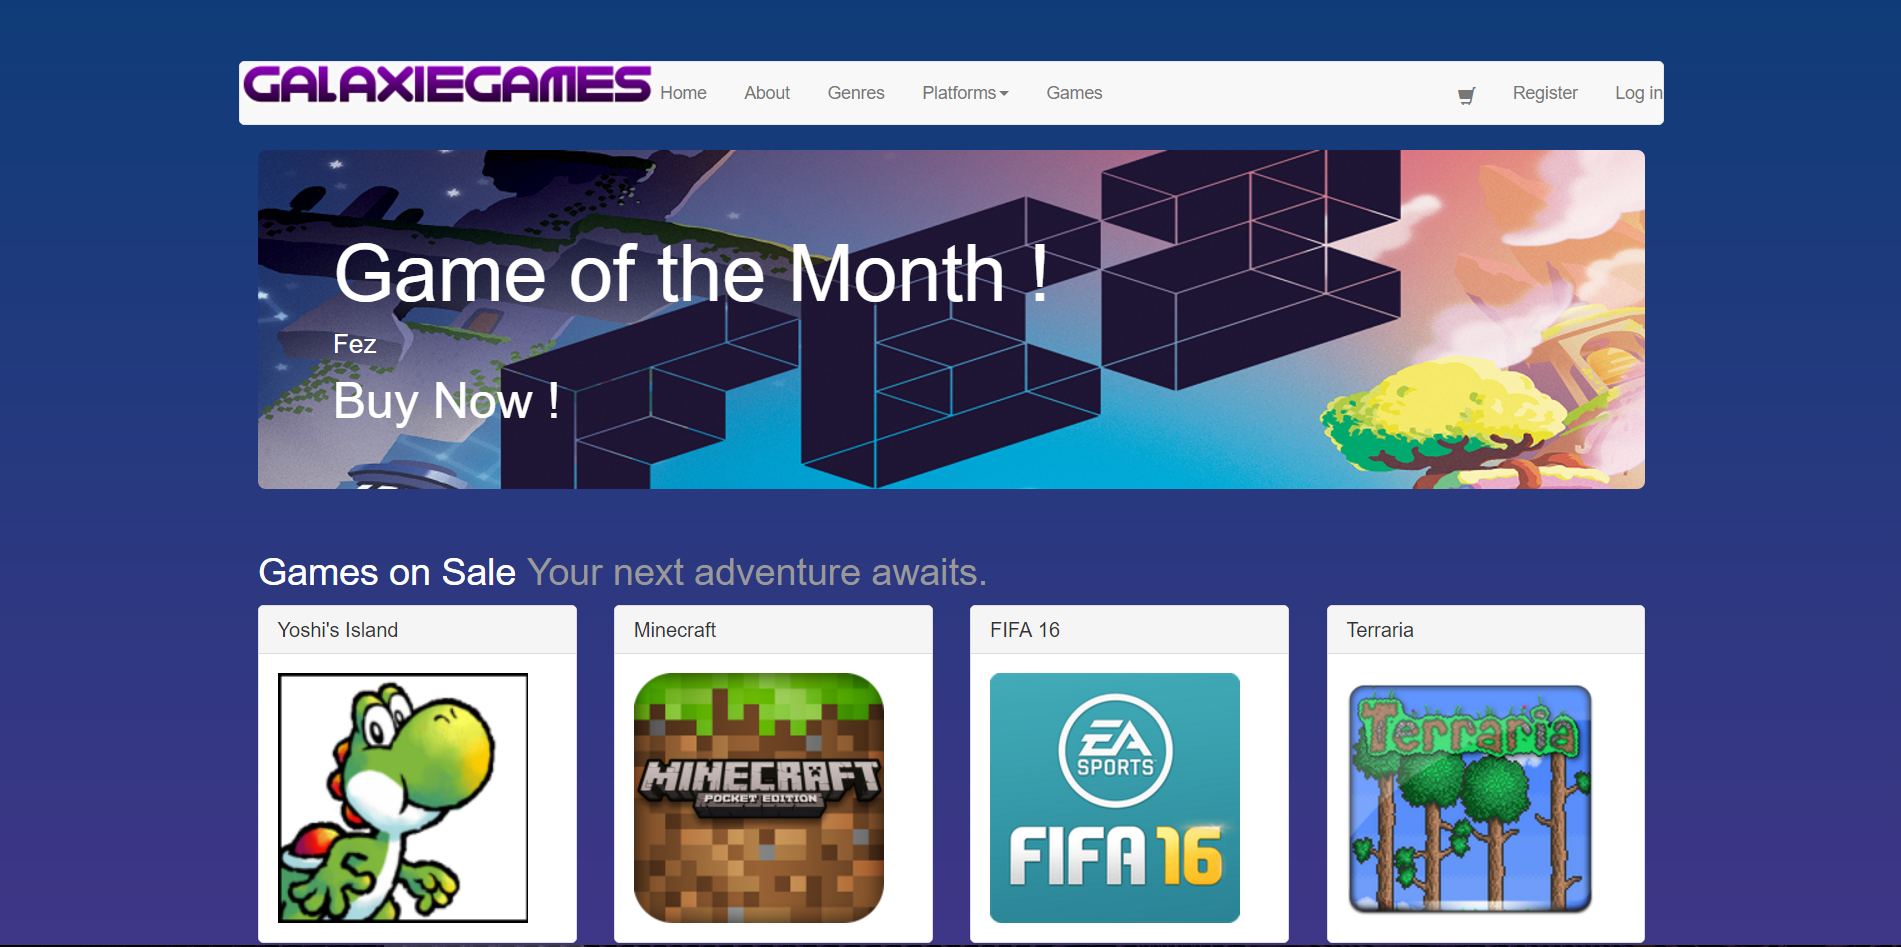 GALAXIEGAMES Home About Genres Platforms Games Register Log in
Game of the Month !
Fez
Buy Now !
Games on Sale Your next adventure awaits.
Yoshi's Island
Minecraft
FIFA 16
Terraria
MINECRAFT
POCKET EDITION
EA
SPORTS
FIFA 16
Terraria